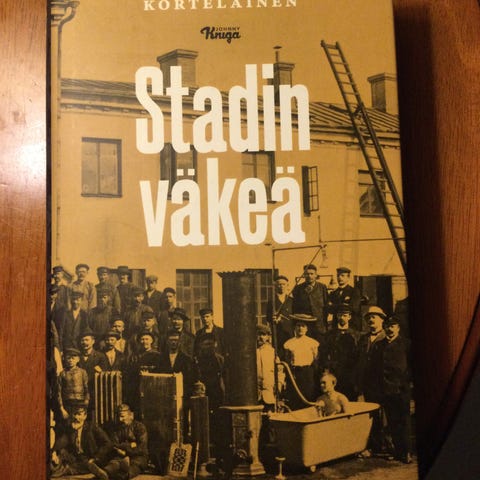 KORTELAINEN
JOHNNY
Kniga
Stadin
väkeä